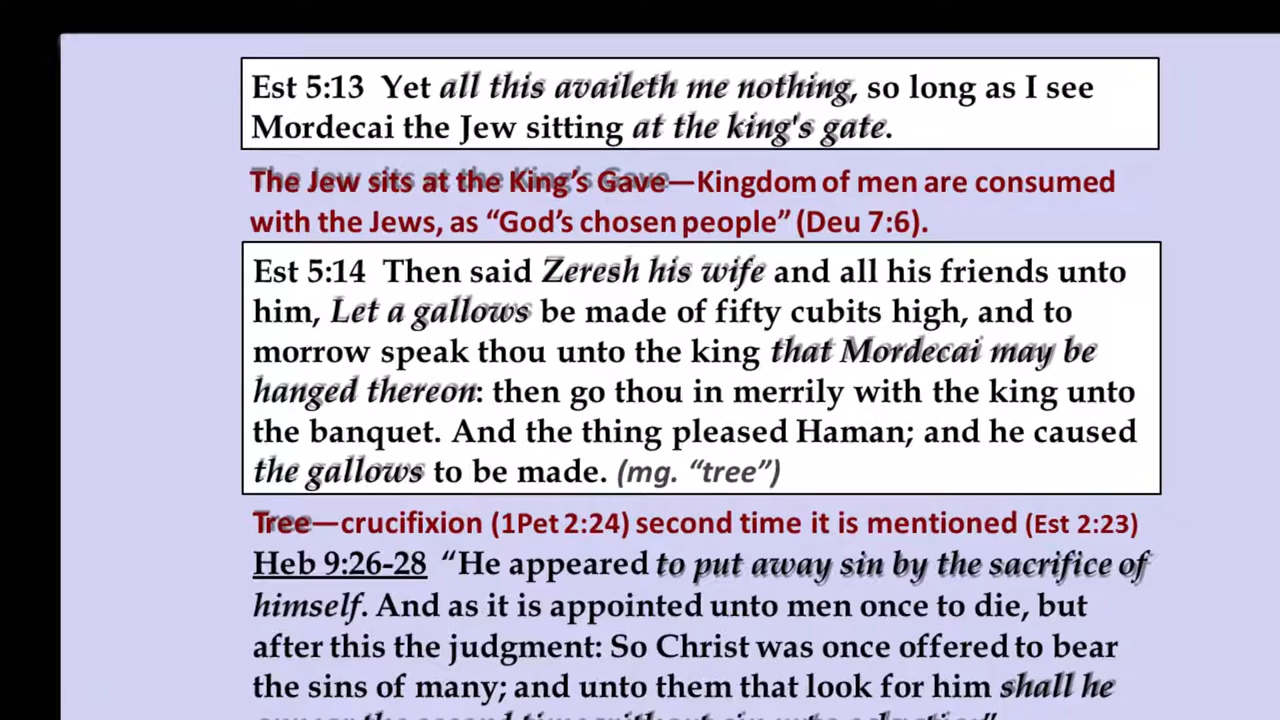 Est 5:13 Yet all this availeth me nothing, so long as I see
Mordecai the Jew sitting at the king's gate.
The Jew sits at the King’s Gave—Kingdom of men are consumed
with the Jews, as “God’s chosen people” (Deu 7:6).
Est 5:14 Then said Zeresh his wife and all his friends unto
him, Let a gallows be made of fifty cubits high, and to
morrow speak thou unto the king that Mordecai may be
hanged thereon: then go thou in merrily with the king unto
the banquet. And the thing pleased Haman; and he caused
the gallows to be made. (mg. “tree”)
Tree—crucifixion (1Pet 2:24) second time it is mentioned (Est 2:23)
Heb 9:26-28 “He appeared to put away sin by the sacrifice of
himself. And as it is appointed unto men once to die, but
after this the judgment: So Christ was once offered to bear
the sins of many; and unto them that look for him shall he